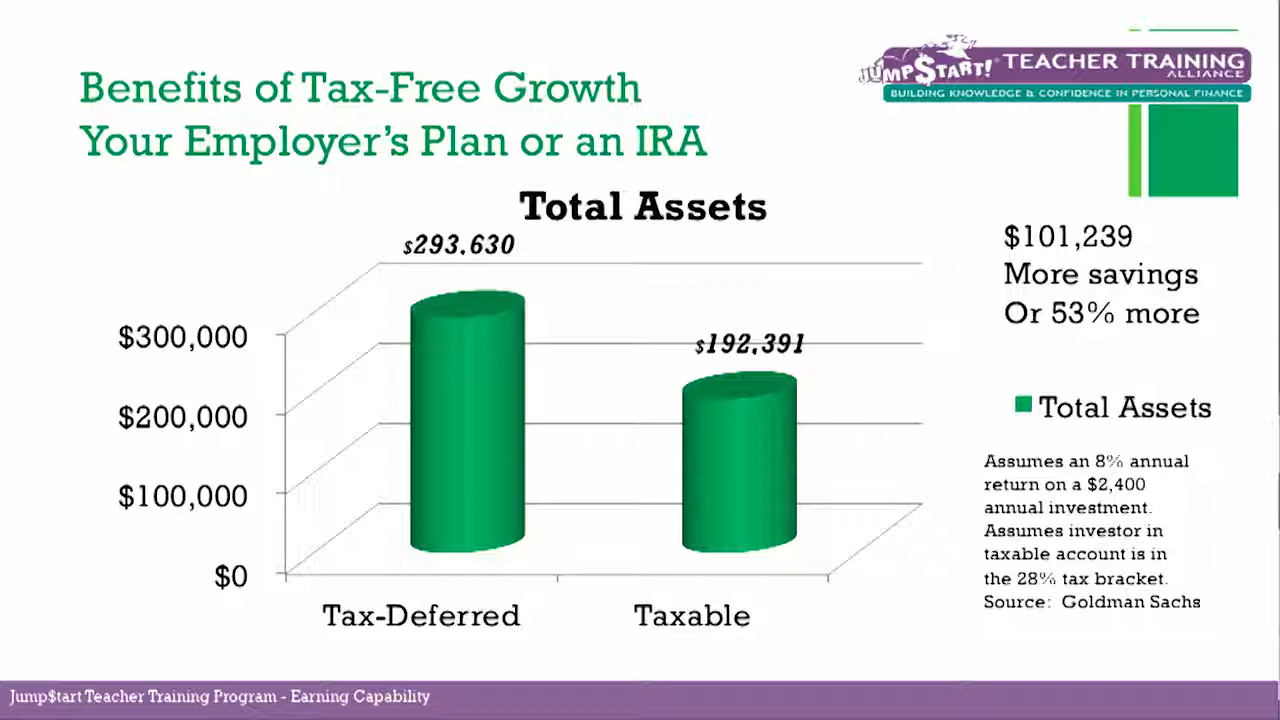 Benefits of Tax-Free Growth
Your Employer's Plan or an IRA
JUMP$TART! TEACHER TRAINING
ALLIANCE
BUILDING KNOWLEDGE & CONFIDENCE IN PERSONAL FINANCE
Total Assets
$293,630
$192,391
$300,000
$200,000
$100,000
$0
Tax-Deferred
Taxable
$101,239
More savings
Or 53% more
Total Assets
Assumes an 8% annual
return on a $2,400
annual investment.
Assumes investor in
taxable account is in
the 28% tax bracket.
Source: Goldman Sachs
Jump$tart Teacher Training Program - Earning Capability